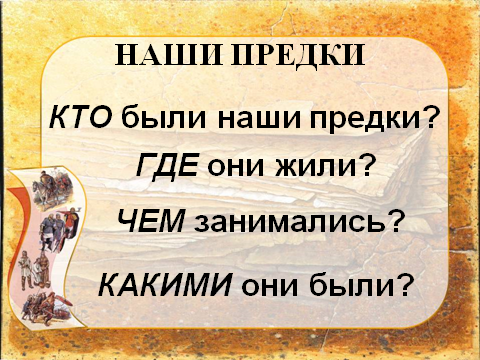 НАШИ ПРЕДКИ
КТО были наши предки?
ГДЕ они жили?
ЧЕМ занимались?
КАКИМИ они были?